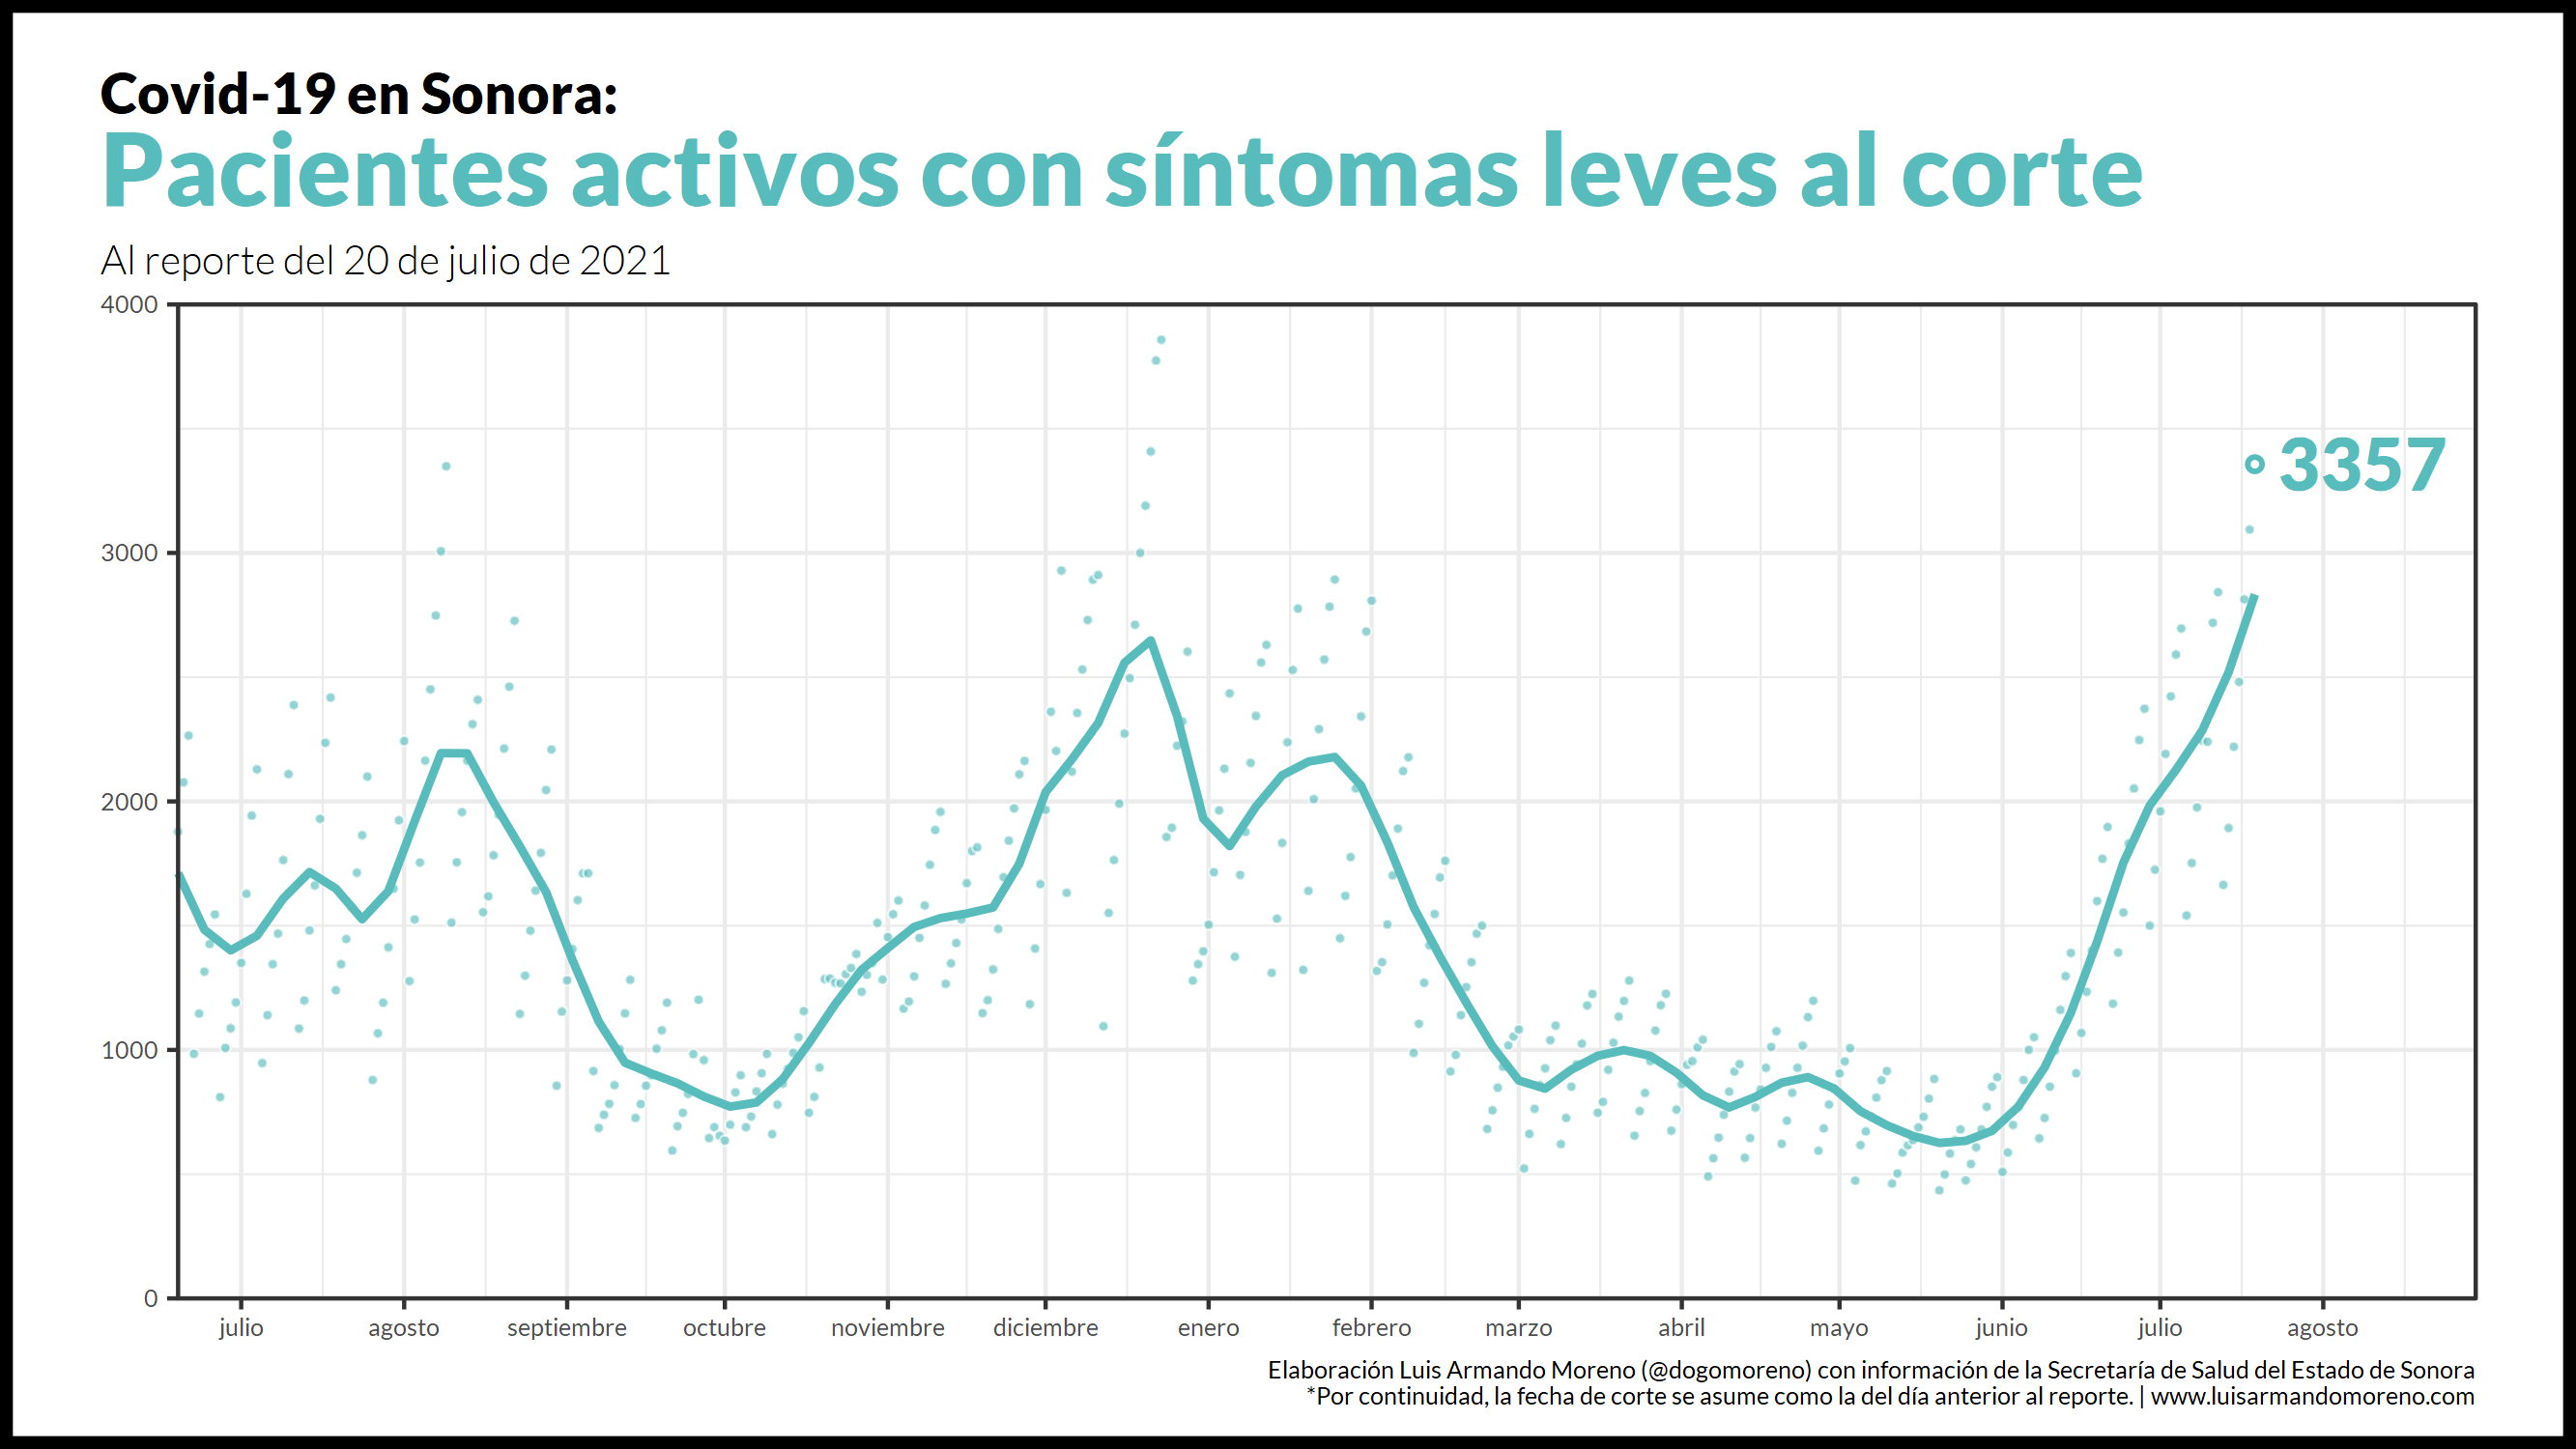 Covid-19 en Sonora:
Pacientes activos con síntomas leves al corte
Al reporte del 20 de julio de 2021
4000
3000
2000
1000
0
3357
julio agosto septiembre octubre noviembre diciembre enero febrero marzo abril mayo junio julio agosto
Elaboración Luis Armando Moreno (@dogomoreno) con información de la Secretaría de Salud del Estado de Sonora
*Por continuidad, la fecha de corte se asume como la del día anterior al reporte. | www.luisarmandomoreno.com